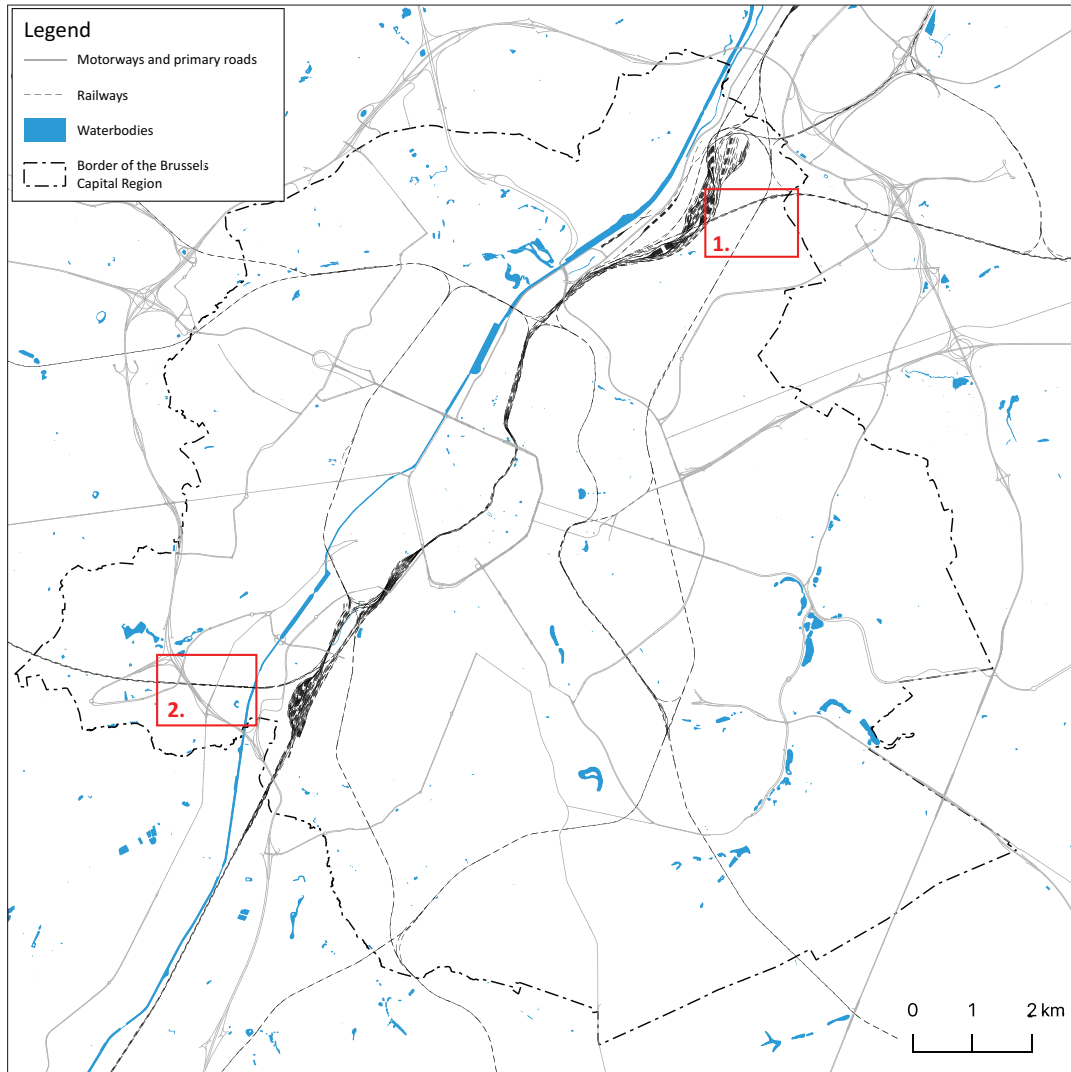 Legend
Motorways and primary roads
Railways
Waterbodies
Border of the Brussels
Capital Region
1.
2.
0 1 2 km